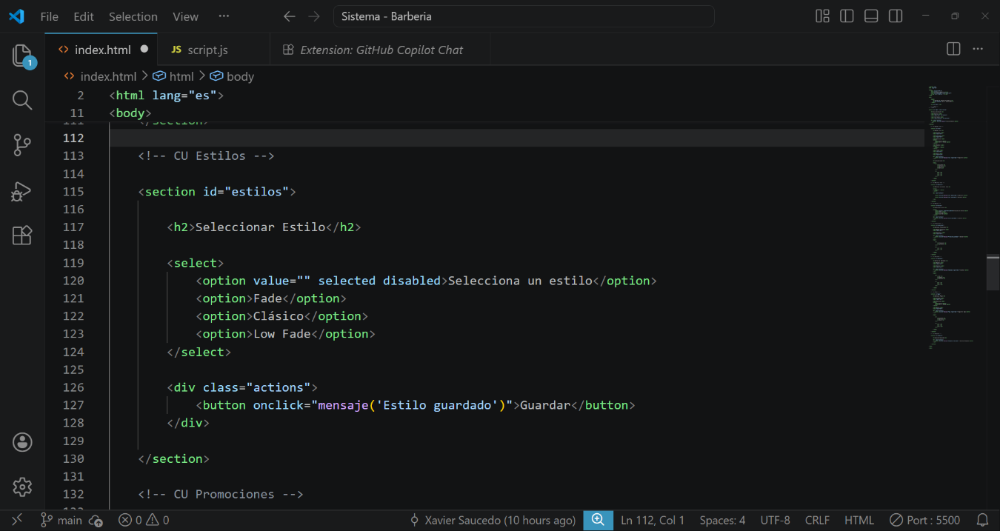 File Edit Selection View ··· Sistema - Barberia
index.html JS script.js Extension: GitHub Copilot Chat
1
index.html > html > body
2 <html lang="es">
11 <body>
111 </section>
112
113 <!-- CU Estilos -->
114
115 <section id="estilos">
116
117 <h2>Seleccionar Estilo</h2>
118
119 <select>
120 <option value="" selected disabled>Selecciona un estilo</option>
121 <option>Fade</option>
122 <option>Clásico</option>
123 <option>Low Fade</option>
124 </select>
125
126 <div class="actions">
127 <button onclick="mensaje('Estilo guardado')">Guardar</button>
128 </div>
129
130 </section>
131
132 <!-- CU Promociones -->
main 0 0 Xavier Saucedo (10 hours ago) Ln 112, Col 1 Spaces: 4 UTF-8 CRLF HTML Port : 5500